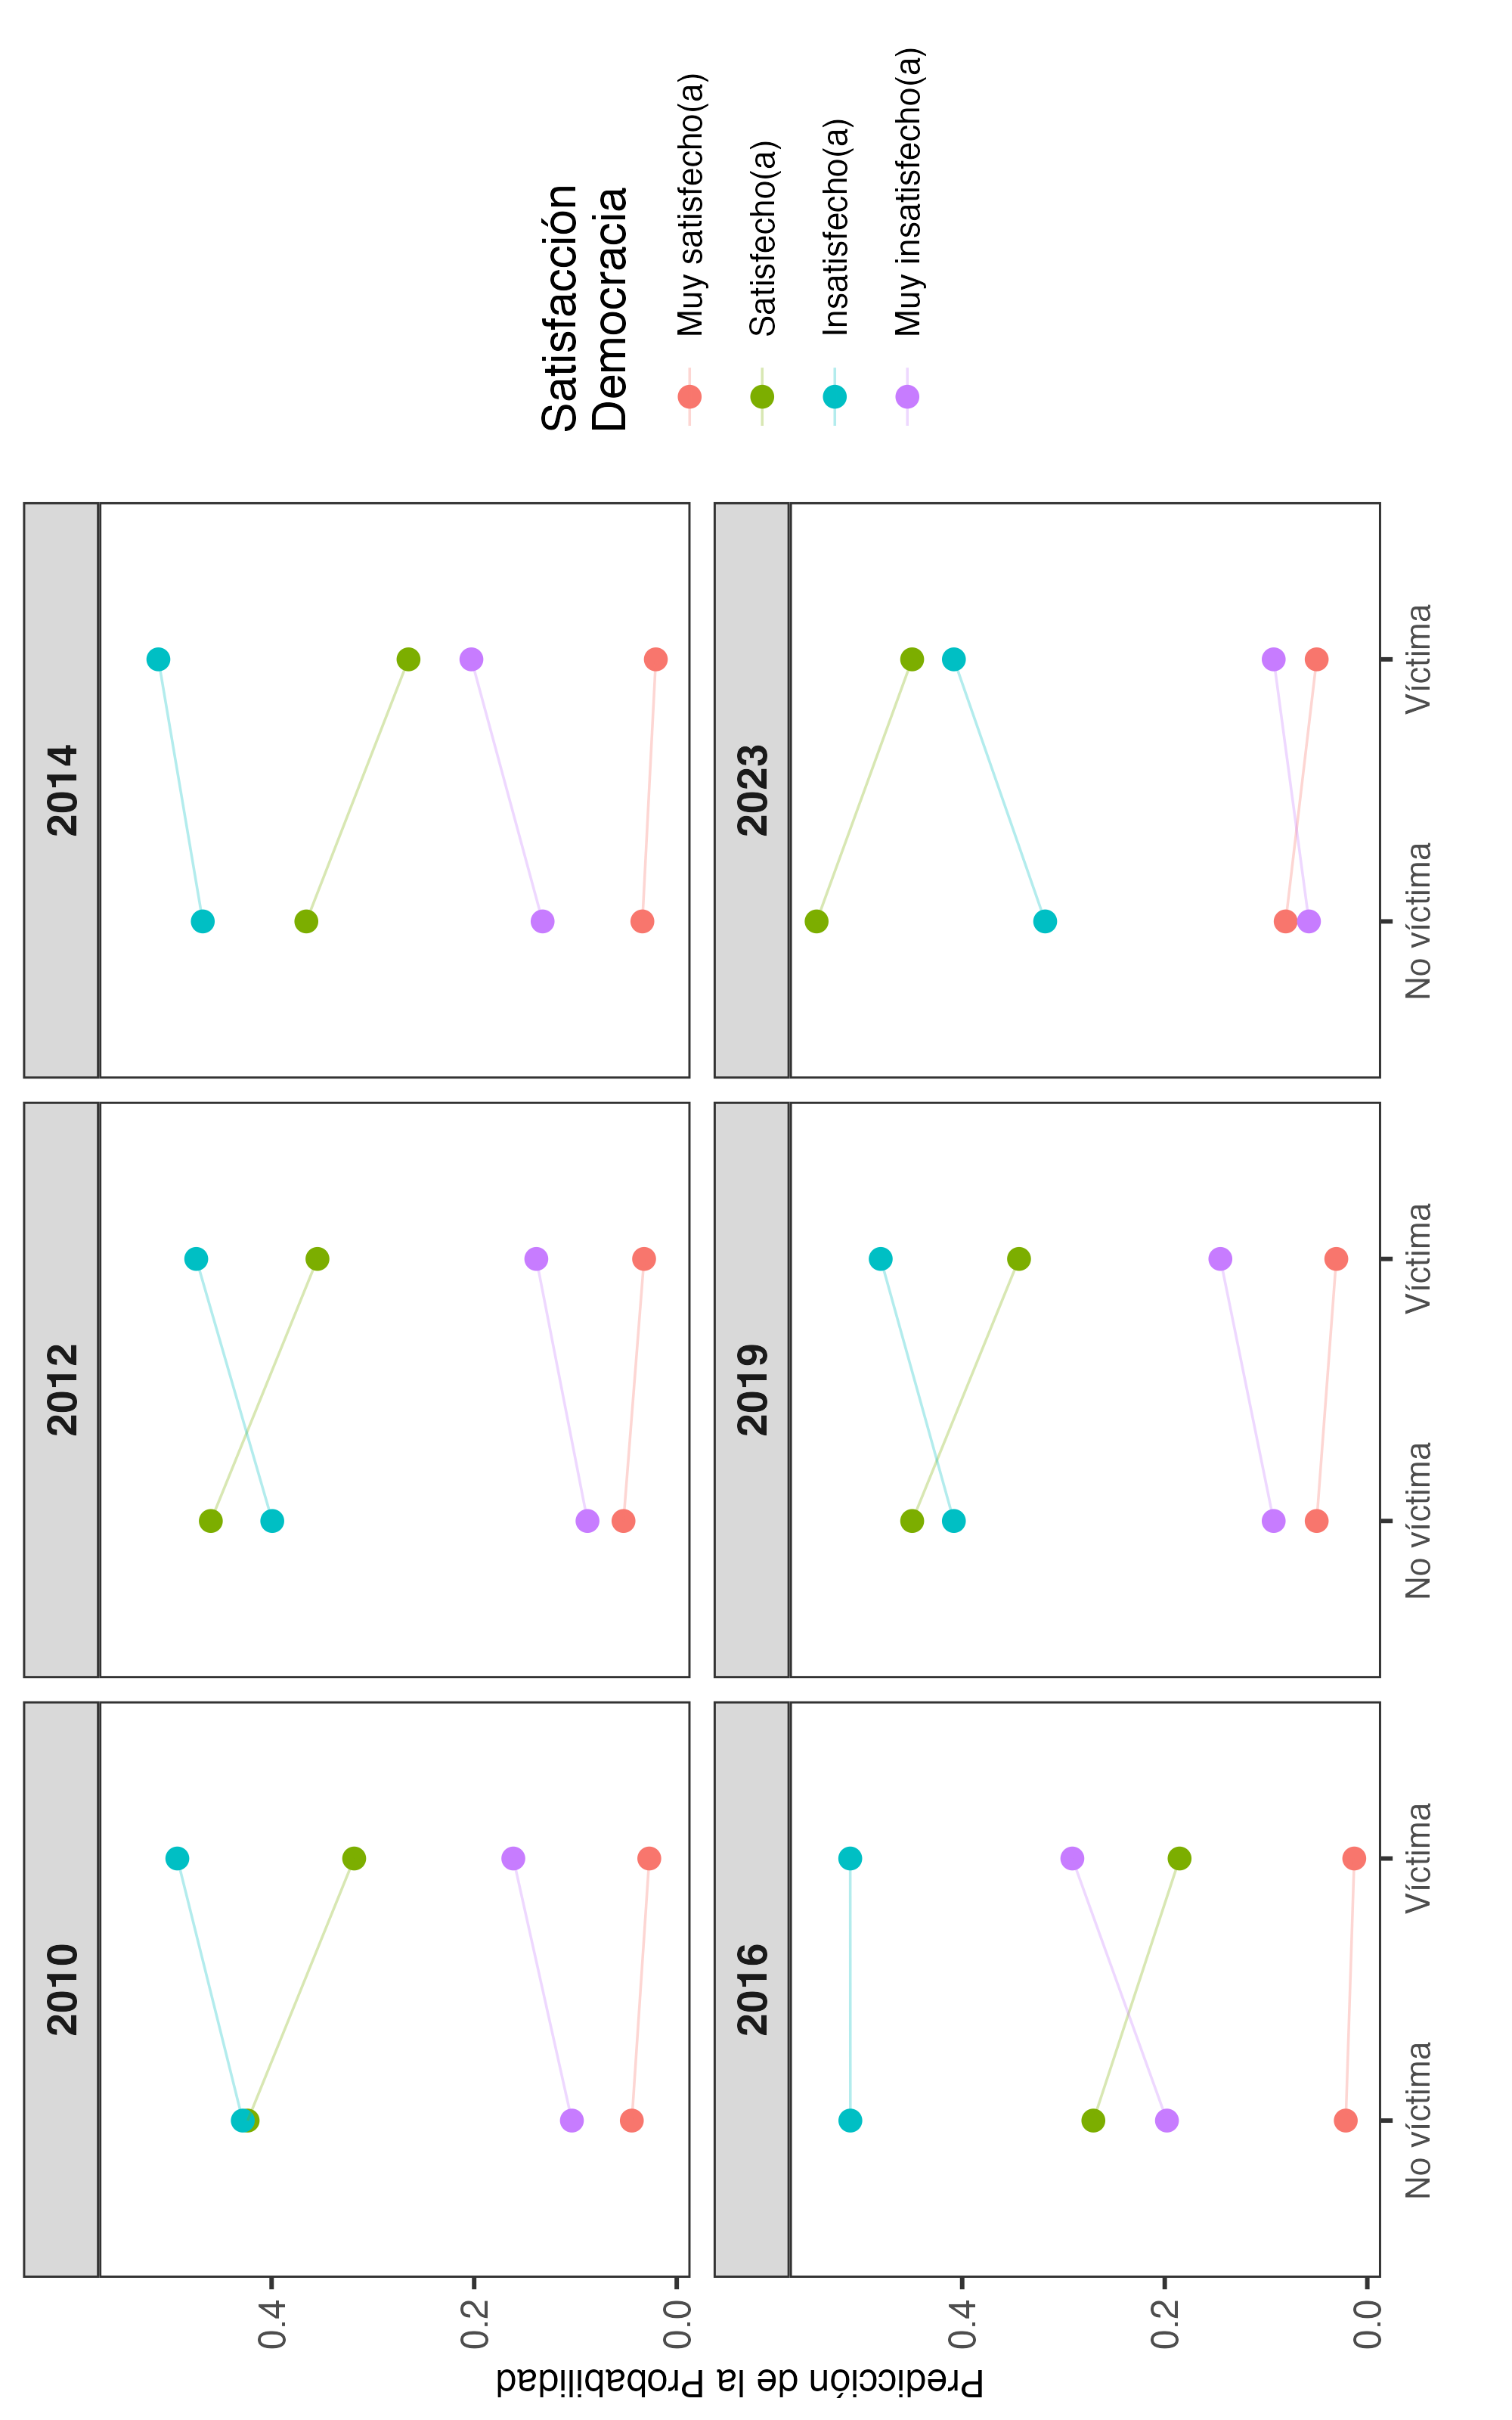 2010
2012
2014
2016
2019
2023
0.4
0.2
0.0
0.4
0.2
0.0
Predicción de la Probabilidad
No víctima
Víctima
No víctima
Víctima
No víctima
Víctima
Satisfacción
Democracia
Muy satisfecho(a)
Satisfecho(a)
Insatisfecho(a)
Muy insatisfecho(a)